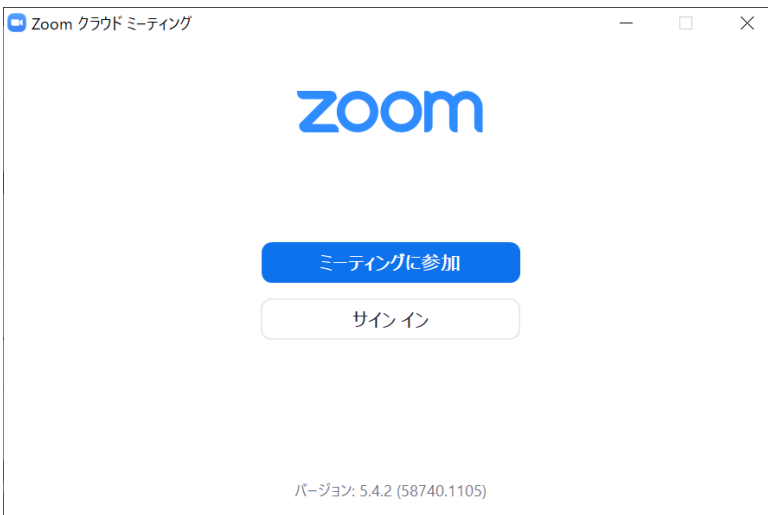 Zoom クラウド ミーティング
zoom
ミーティングに参加
サイン イン
バージョン: 5.4.2 (58740.1105)